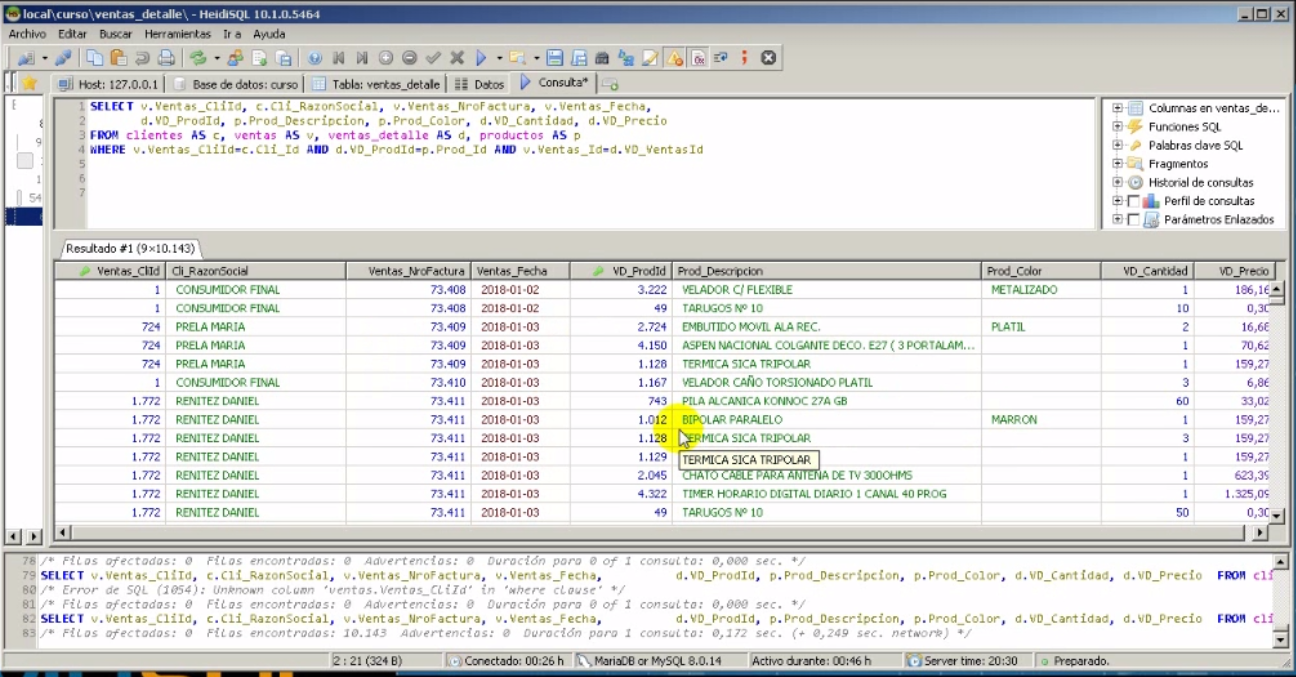 local\curso\ventas_detalle\ - HeidiSQL 10.1.0.5464
Archivo Editar Buscar Herramientas Ir a Ayuda
Host: 127.0.0.1 Base de datos: curso Tabla: ventas_detalle Datos Consulta*
1 SELECT v.Ventas_CliId, c.Cli_RazonSocial, v.Ventas_NroFactura, v.Ventas_Fecha,
2 d.VD_ProdId, p.Prod_Descripcion, p.Prod_Color, d.VD_Cantidad, d.VD_Precio
3 FROM clientes AS c, ventas AS v, ventas_detalle AS d, productos AS p
4 WHERE v.Ventas_CliId=c.Cli_Id AND d.VD_ProdId=p.Prod_Id AND v.Ventas_Id=d.VD_VentasId
5
6
7
Columnas en ventas_de...
Funciones SQL
Palabras clave SQL
Fragmentos
Historial de consultas
Perfil de consultas
Parámetros Enlazados
Resultado #1 (9×10.143)
Ventas_CliId Cli_RazonSocial Ventas_NroFactura Ventas_Fecha VD_ProdId Prod_Descripcion Prod_Color VD_Cantidad VD_Precio
1 CONSUMIDOR FINAL 73.408 2018-01-02 3.222 VELADOR C/ FLEXIBLE METALIZADO 1 186,16
1 CONSUMIDOR FINAL 73.408 2018-01-02 49 TARUGOS Nº 10 10 0,30
724 PRELA MARIA 73.409 2018-01-03 2.724 EMBUTIDO MOVIL ALA REC. PLATIL 2 16,68
724 PRELA MARIA 73.409 2018-01-03 4.150 ASPEN NACIONAL COLGANTE DECO. E27 ( 3 PORTALAM... 1 70,62
724 PRELA MARIA 73.409 2018-01-03 1.128 TERMICA SICA TRIPOLAR 1 159,27
1 CONSUMIDOR FINAL 73.410 2018-01-03 1.167 VELADOR CAÑO TORSIONADO PLATIL 3 6,86
1.772 RENITEZ DANIEL 73.411 2018-01-03 743 PILA ALCANICA KONNOC 27A GB 60 33,02
1.772 RENITEZ DANIEL 73.411 2018-01-03 1.012 BIPOLAR PARALELO MARRON 1 159,27
1.772 RENITEZ DANIEL 73.411 2018-01-03 1.128 TERMICA SICA TRIPOLAR 3 159,27
1.772 RENITEZ DANIEL 73.411 2018-01-03 1.129 TERMICA SICA TRIPOLAR 1 159,27
1.772 RENITEZ DANIEL 73.411 2018-01-03 2.045 CHATO CABLE PARA ANTENA DE TV 300OHMS 1 623,39
1.772 RENITEZ DANIEL 73.411 2018-01-03 4.322 TIMER HORARIO DIGITAL DIARIO 1 CANAL 40 PROG 1 1.325,09
1.772 RENITEZ DANIEL 73.411 2018-01-03 49 TARUGOS Nº 10 50 0,30
78 /* Filas afectadas: 0 Filas encontradas: 0 Advertencias: 0 Duración para 0 of 1 consulta: 0,000 sec. */
79 SELECT v.Ventas_CliId, c.Cli_RazonSocial, v.Ventas_NroFactura, v.Ventas_Fecha, d.VD_ProdId, p.Prod_Descripcion, p.Prod_Color, d.VD_Cantidad, d.VD_Precio FROM cli
80 /* Error de SQL (1054): Unknown column 'ventas.Ventas_CliId' in 'where clause' */
81 /* Filas afectadas: 0 Filas encontradas: 0 Advertencias: 0 Duración para 0 of 1 consulta: 0,000 sec. */
82 SELECT v.Ventas_CliId, c.Cli_RazonSocial, v.Ventas_NroFactura, v.Ventas_Fecha, d.VD_ProdId, p.Prod_Descripcion, p.Prod_Color, d.VD_Cantidad, d.VD_Precio FROM cli
83 /* Filas afectadas: 0 Filas encontradas: 10.143 Advertencias: 0 Duración para 1 consulta: 0,172 sec. (+ 0,249 sec. network) */
2 : 21 (324 B) Conectado: 00:26 h MariaDB or MySQL 8.0.14 Activo durante: 00:46 h Server time: 20:30 Preparado.